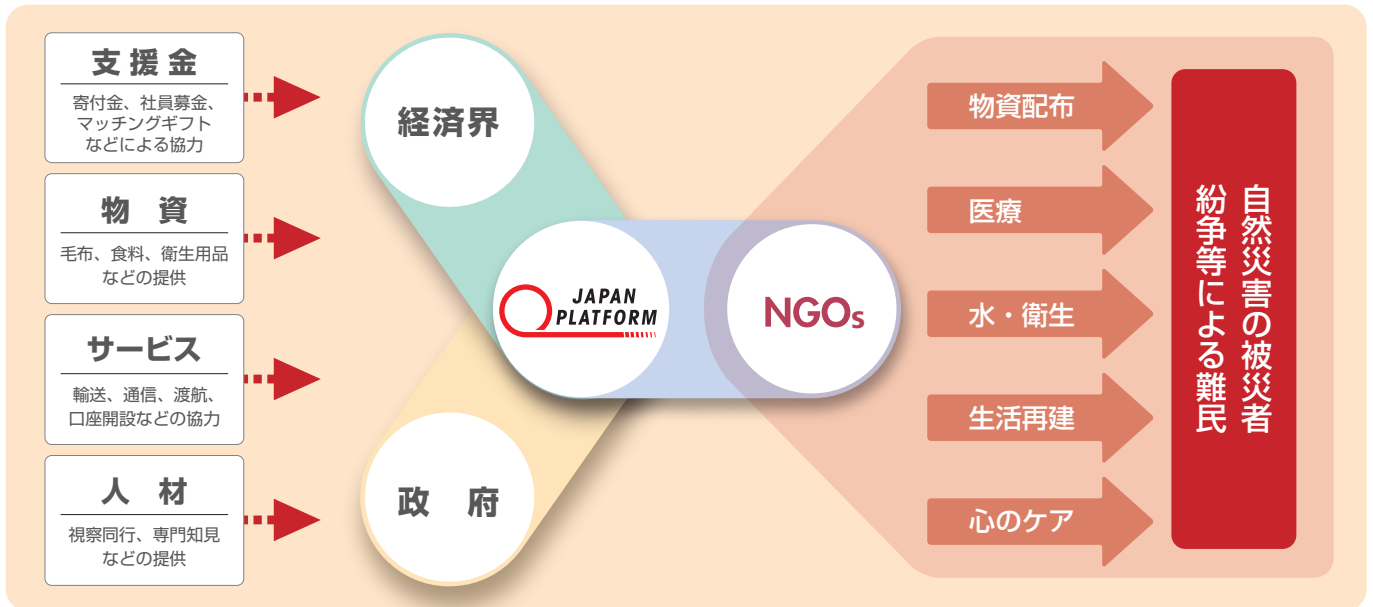 支援金
寄付金、社員募金、
マッチングギフト
などによる協力
物　資
毛布、食料、衛生用品
などの提供
サービス
輸送、通信、渡航、
口座開設などの協力
人　材
視察同行、専門知見
などの提供
経済界
政　府
JAPAN
PLATFORM
NGOs
物資配布
医療
水・衛生
生活再建
心のケア
自然災害の被災者
紛争等による難民